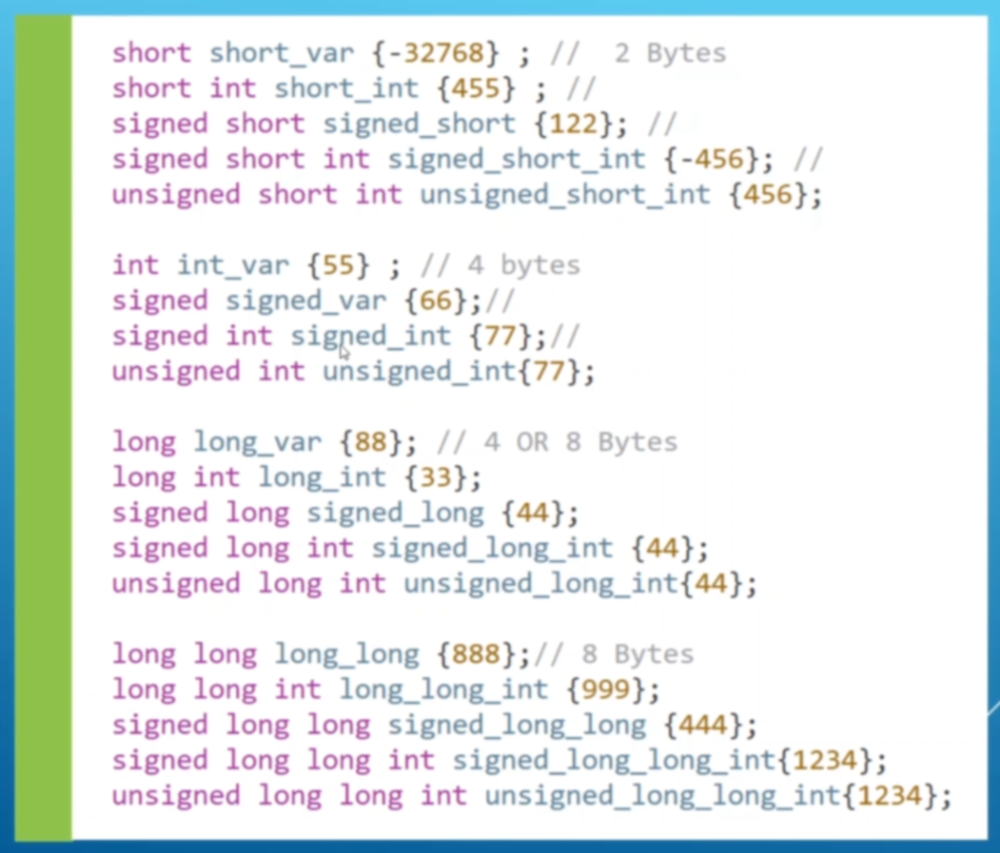 short short_var {-32768} ; //  2 Bytes
short int short_int {455} ; //
signed short signed_short {122}; //
signed short int signed_short_int {-456}; //
unsigned short int unsigned_short_int {456};

int int_var {55} ; // 4 bytes
signed signed_var {66};//
signed int signed_int {77};//
unsigned int unsigned_int{77};

long long_var {88}; // 4 OR 8 Bytes
long int long_int {33};
signed long signed_long {44};
signed long int signed_long_int {44};
unsigned long int unsigned_long_int{44};

long long long_long {888};// 8 Bytes
long long int long_long_int {999};
signed long long signed_long_long {444};
signed long long int signed_long_long_int{1234};
unsigned long long int unsigned_long_long_int{1234};